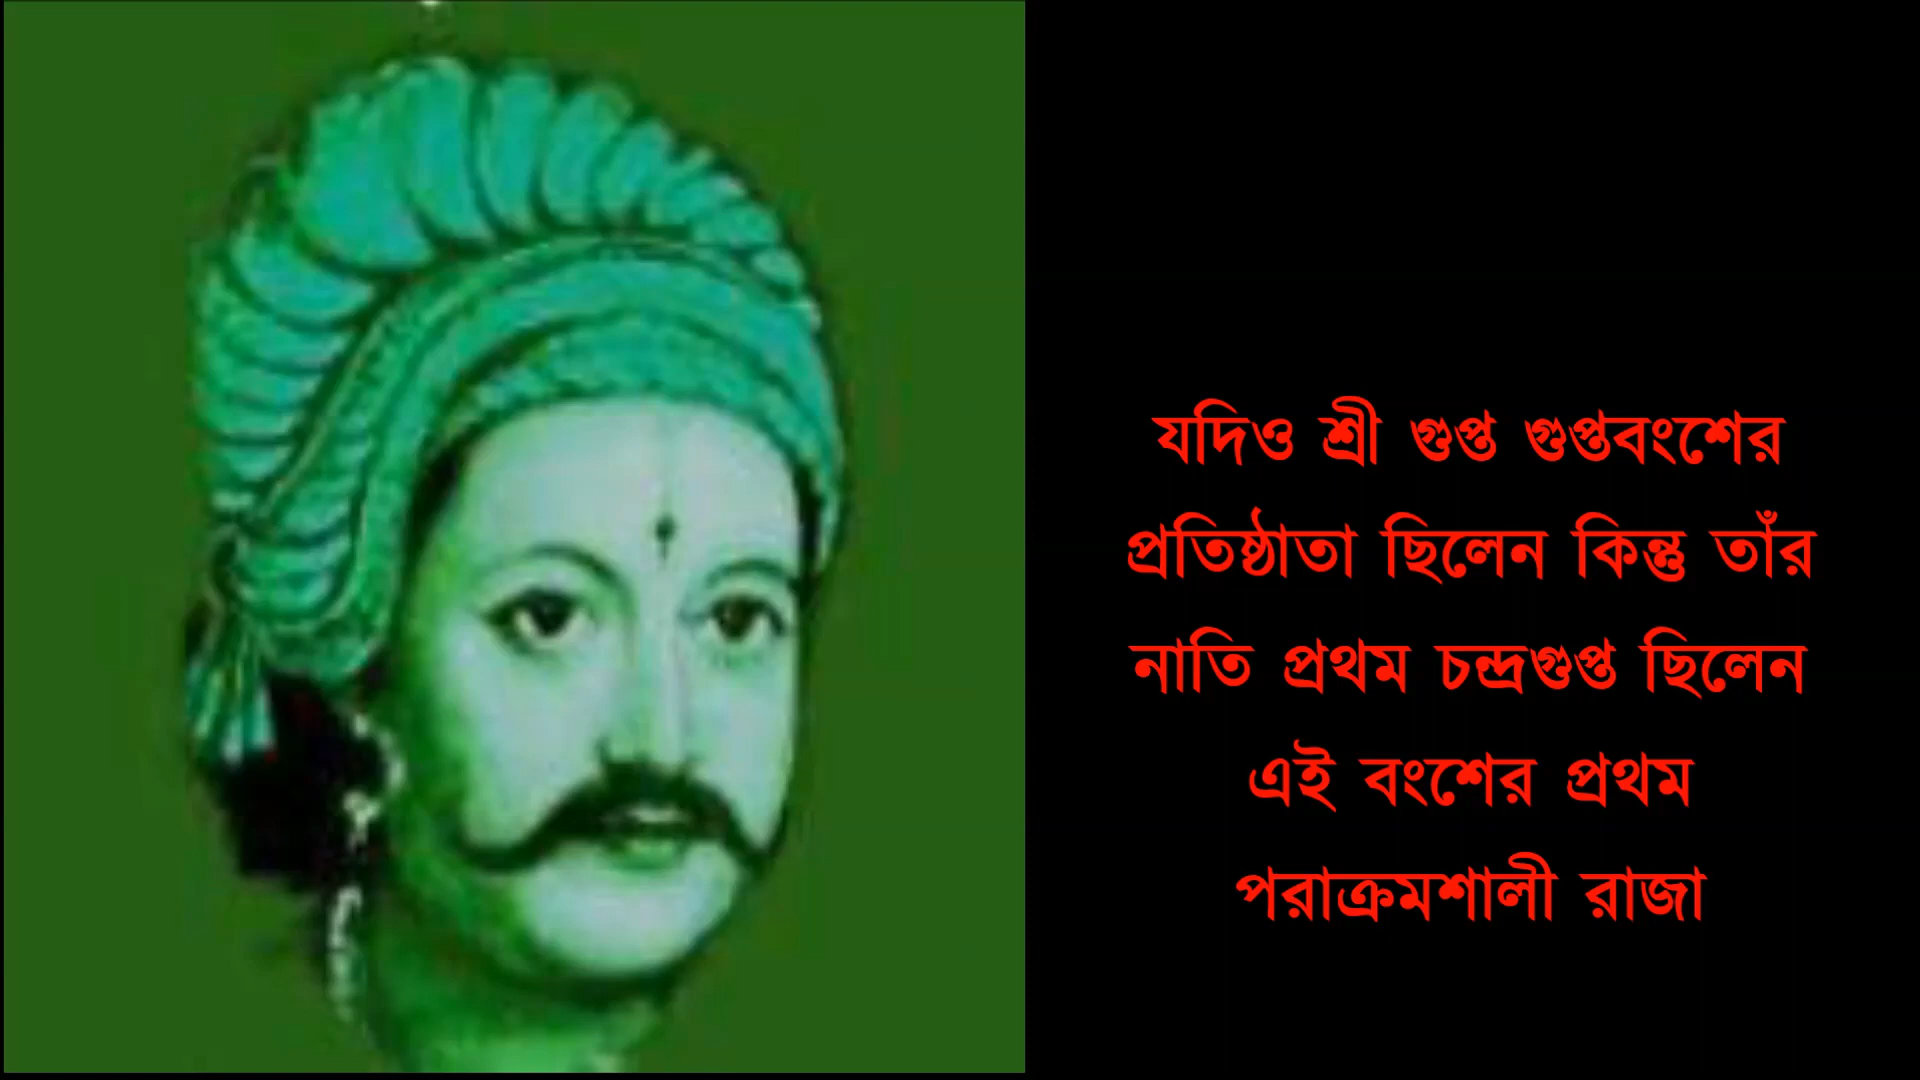 যদিও শ্রী গুপ্ত গুপ্তবংশের
প্রতিষ্ঠাতা ছিলেন কিন্তু তাঁর
নাতি প্রথম চন্দ্রগুপ্ত ছিলেন
এই বংশের প্রথম
পরাক্রমশালী রাজা